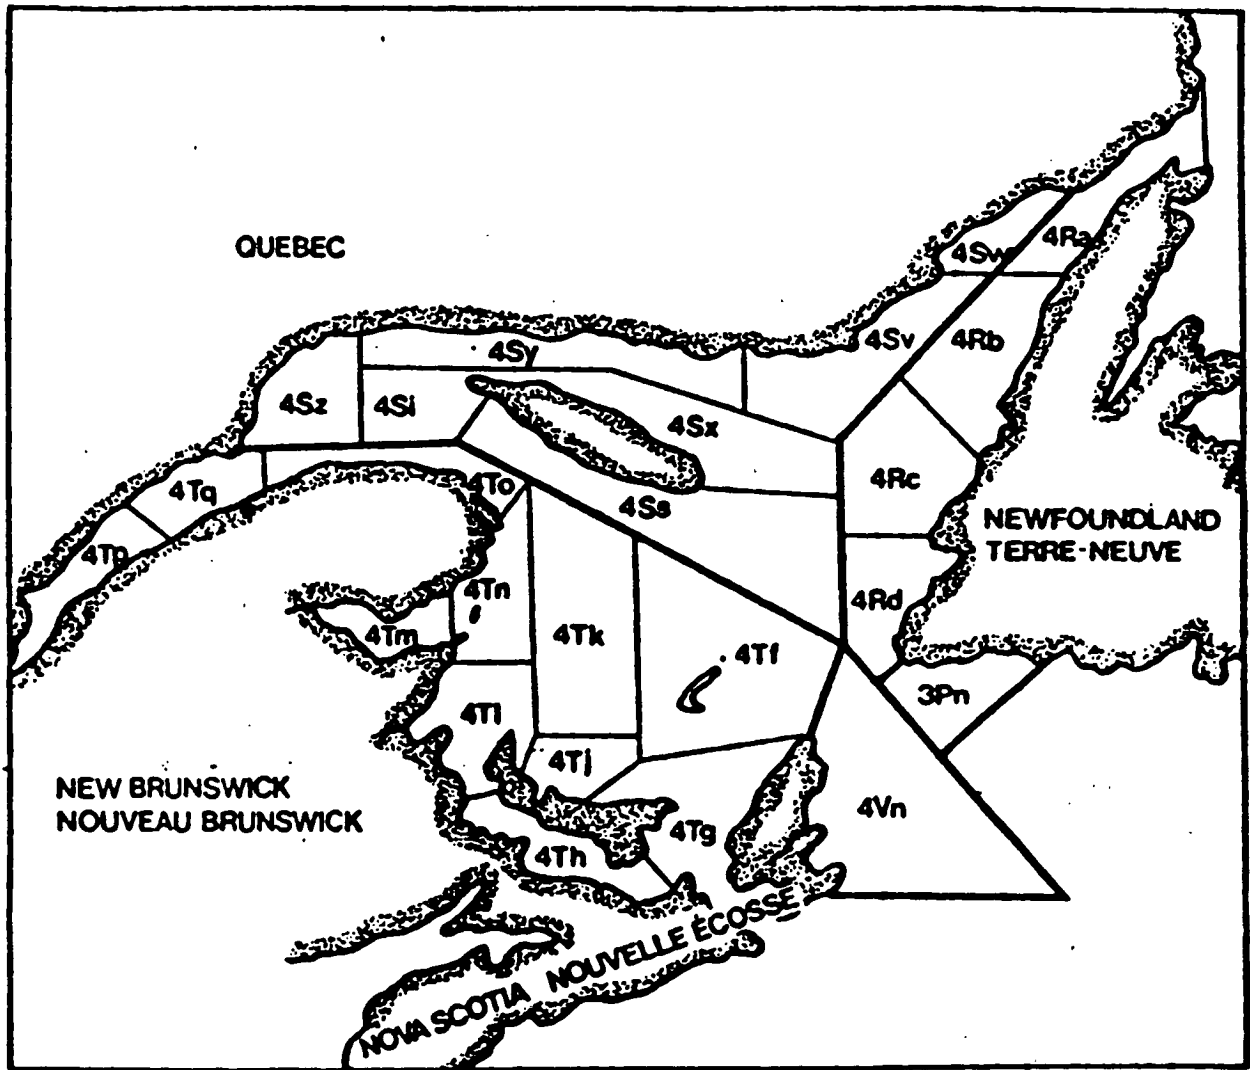 QUEBEC
4Sw
4Ra
4Sy
4Sv
4Rb
4Sz
4Si
4Sx
4Tq
4To
4Ss
4Rc
NEWFOUNDLAND
TERRE-NEUVE
4Tp
4Tn
4Rd
4Tm
4Tk
4Tf
3Pn
4Tl
4Tj
NEW BRUNSWICK
NOUVEAU BRUNSWICK
4Vn
4Tg
4Th
NOVA SCOTIA NOUVELLE ÉCOSSE